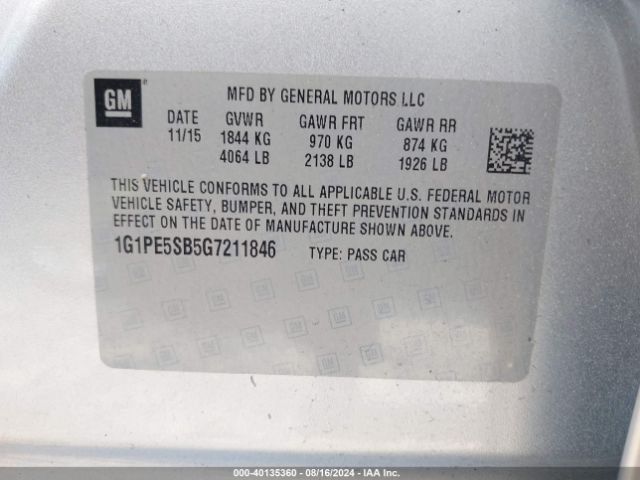 GM
MFD BY GENERAL MOTORS LLC
DATE GVWR GAWR FRT GAWR RR
11/15 1844 KG 970 KG 874 KG
4064 LB 2138 LB 1926 LB
THIS VEHICLE CONFORMS TO ALL APPLICABLE U.S. FEDERAL MOTOR
VEHICLE SAFETY, BUMPER, AND THEFT PREVENTION STANDARDS IN
EFFECT ON THE DATE OF MANUFACTURE SHOWN ABOVE.
1G1PE5SB5G7211846 TYPE: PASS CAR
000-40135360 - 08/16/2024 - IAA Inc.